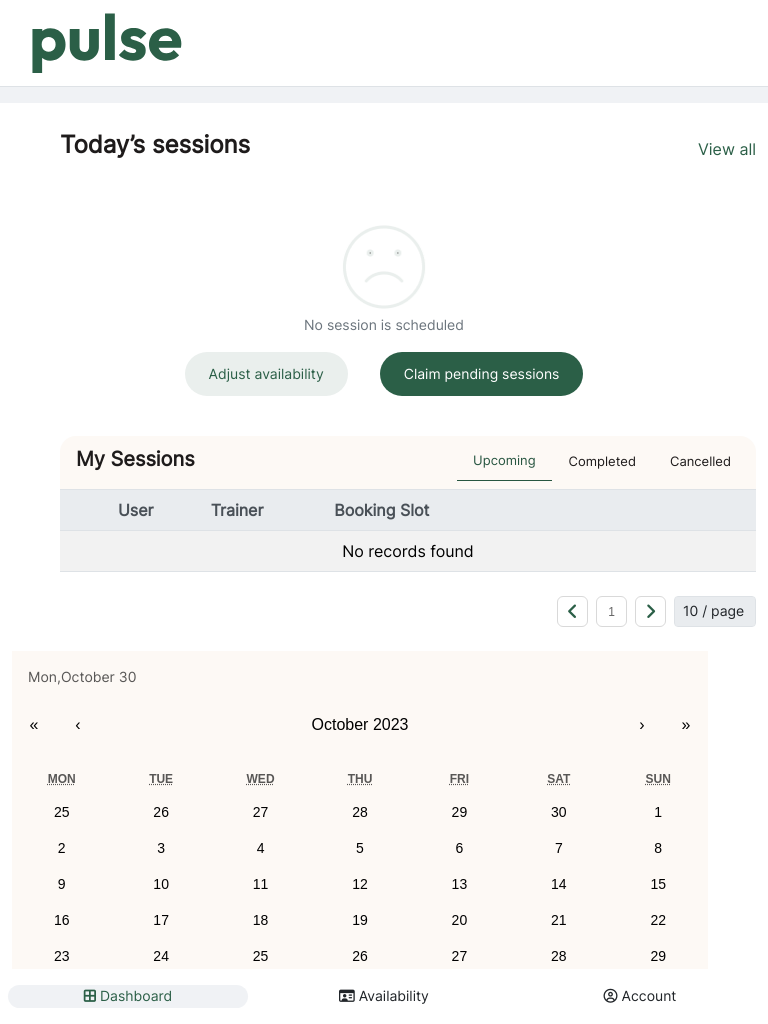 pulse
Today’s sessions
View all
No session is scheduled
Adjust availability
Claim pending sessions
My Sessions
Upcoming
Completed
Cancelled
User Trainer Booking Slot
No records found
1
10 / page
Mon,October 30
« ‹ October 2023 › »
MON TUE WED THU FRI SAT SUN
25 26 27 28 29 30 1
2 3 4 5 6 7 8
9 10 11 12 13 14 15
16 17 18 19 20 21 22
23 24 25 26 27 28 29
Dashboard Availability Account